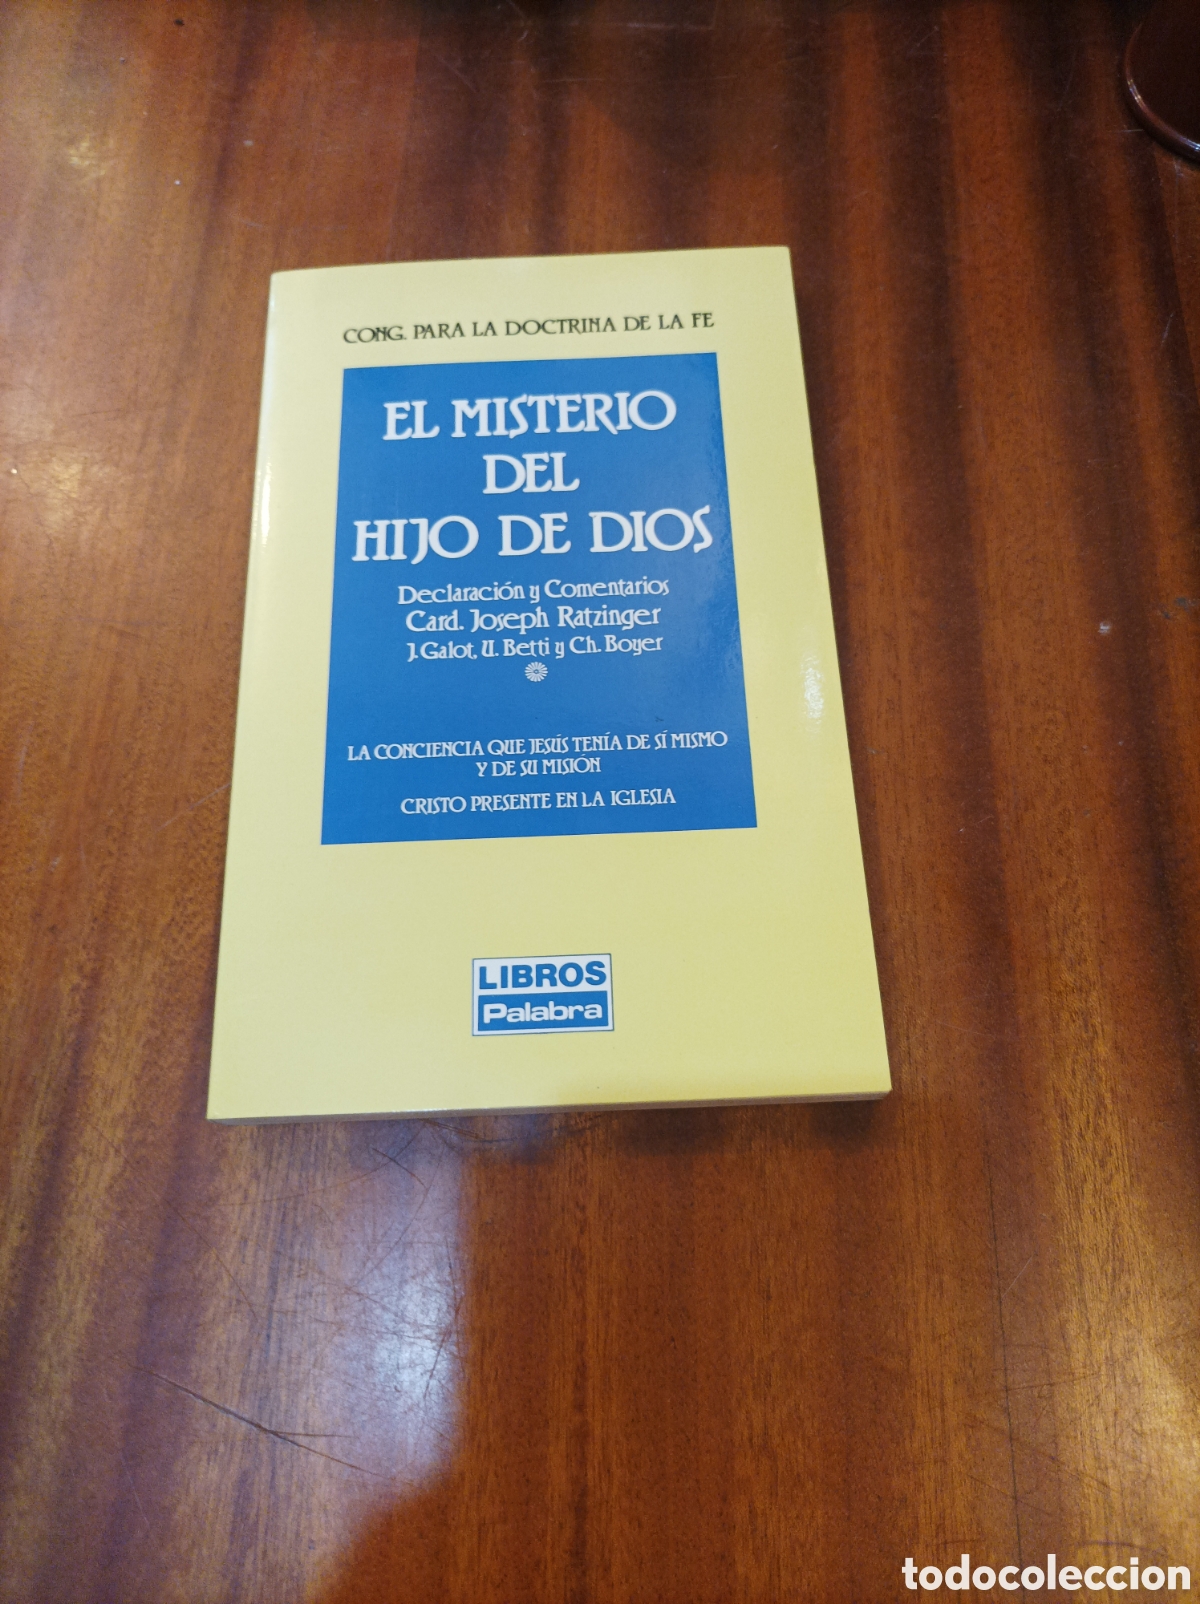 CONG. PARA LA DOCTRINA DE LA FE
EL MISTERIO
DEL
HIJO DE DIOS
Declaración y Comentarios
Card. Joseph Ratzinger
J. Galot, U. Betti y Ch. Boyer
LA CONCIENCIA QUE JESÚS TENÍA DE SÍ MISMO
Y DE SU MISIÓN
CRISTO PRESENTE EN LA IGLESIA
LIBROS
Palabra
todocoleccion